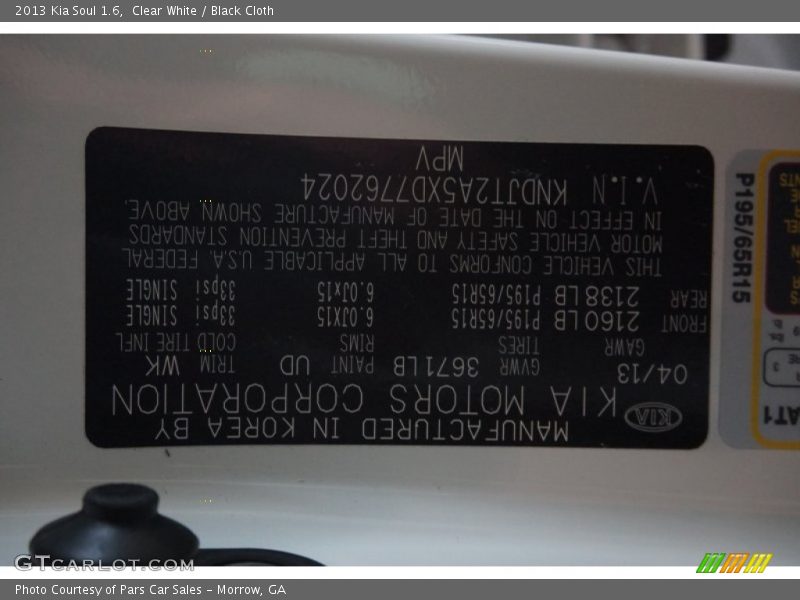 2013 Kia Soul 1.6, Clear White / Black Cloth
MANUFACTURED IN KOREA BY
KIA KIA MOTORS CORPORATION
04/13 GVWR 3671LB PAINT UD TRIM WK
GAWR TIRES RIMS COLD TIRE INFL
FRONT 2160LB P195/65R15 6.0JX15 33psi SINGLE
REAR 2138LB P195/65R15 6.0Jx15 33psi SINGLE
THIS VEHICLE CONFORMS TO ALL APPLICABLE U.S.A. FEDERAL
MOTOR VEHICLE SAFETY AND THEFT PREVENTION STANDARDS
IN EFFECT ON THE DATE OF MANUFACTURE SHOWN ABOVE.
V.I.N KNDJT2A5XD7762024
MPV
P195/65R15
GTCARLOT.COM
Photo Courtesy of Pars Car Sales - Morrow, GA